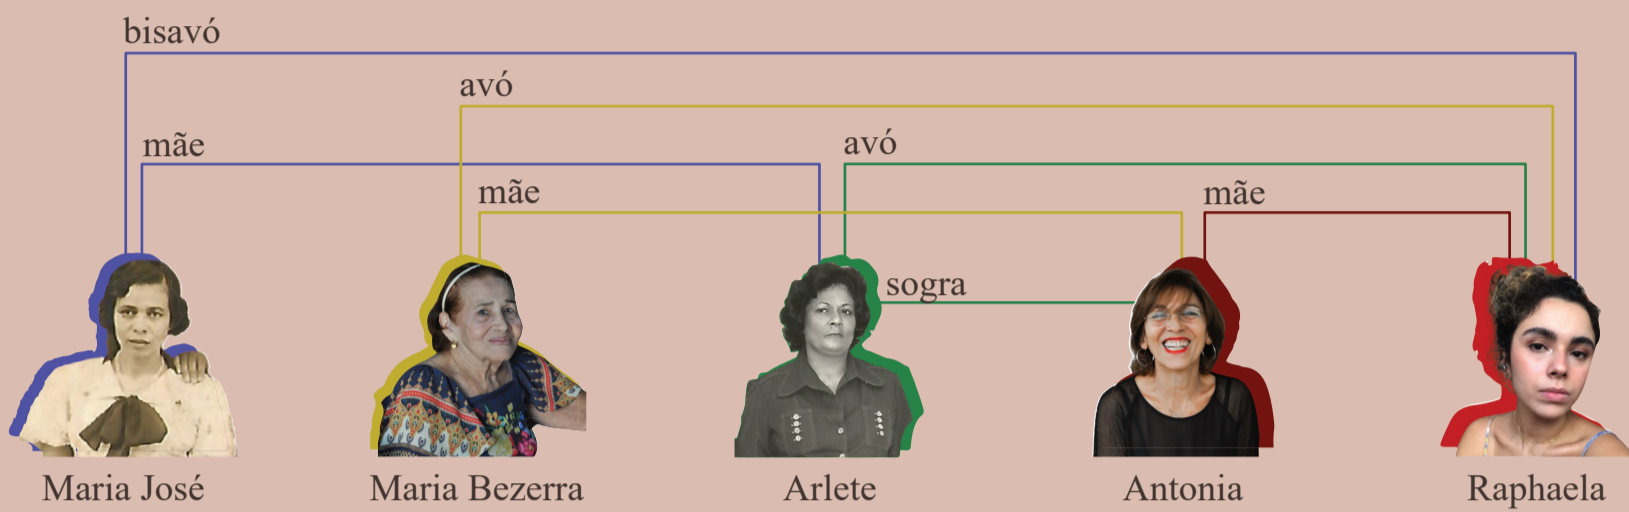 bisavó
avó
mãe
avó
mãe
mãe
sogra
Maria José
Maria Bezerra
Arlete
Antonia
Raphaela